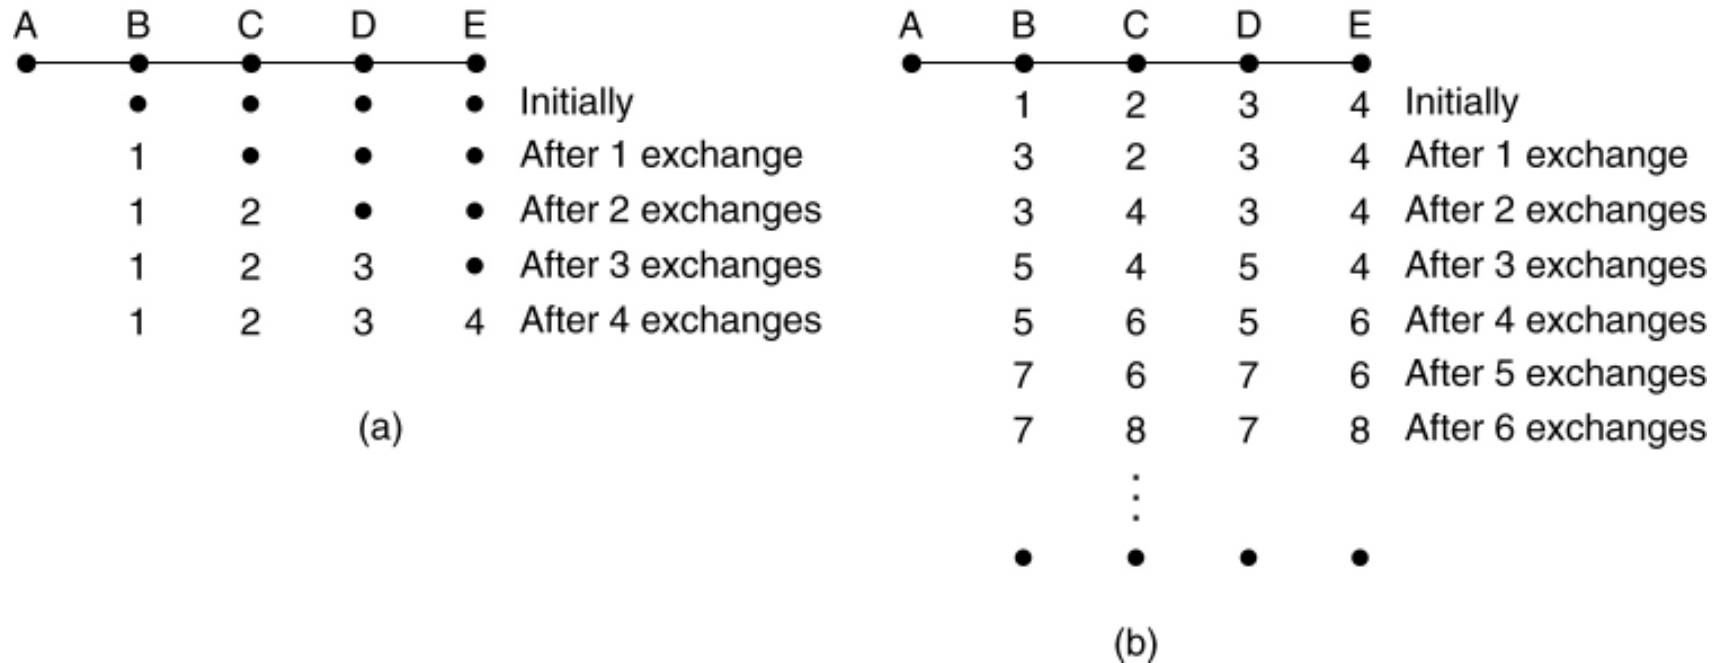 A B C D E
Initially
1 After 1 exchange
1 2 After 2 exchanges
1 2 3 After 3 exchanges
1 2 3 4 After 4 exchanges
(a)
A B C D E
1 2 3 4 Initially
3 2 3 4 After 1 exchange
3 4 3 4 After 2 exchanges
5 4 5 4 After 3 exchanges
5 6 5 6 After 4 exchanges
7 6 7 6 After 5 exchanges
7 8 7 8 After 6 exchanges
(b)